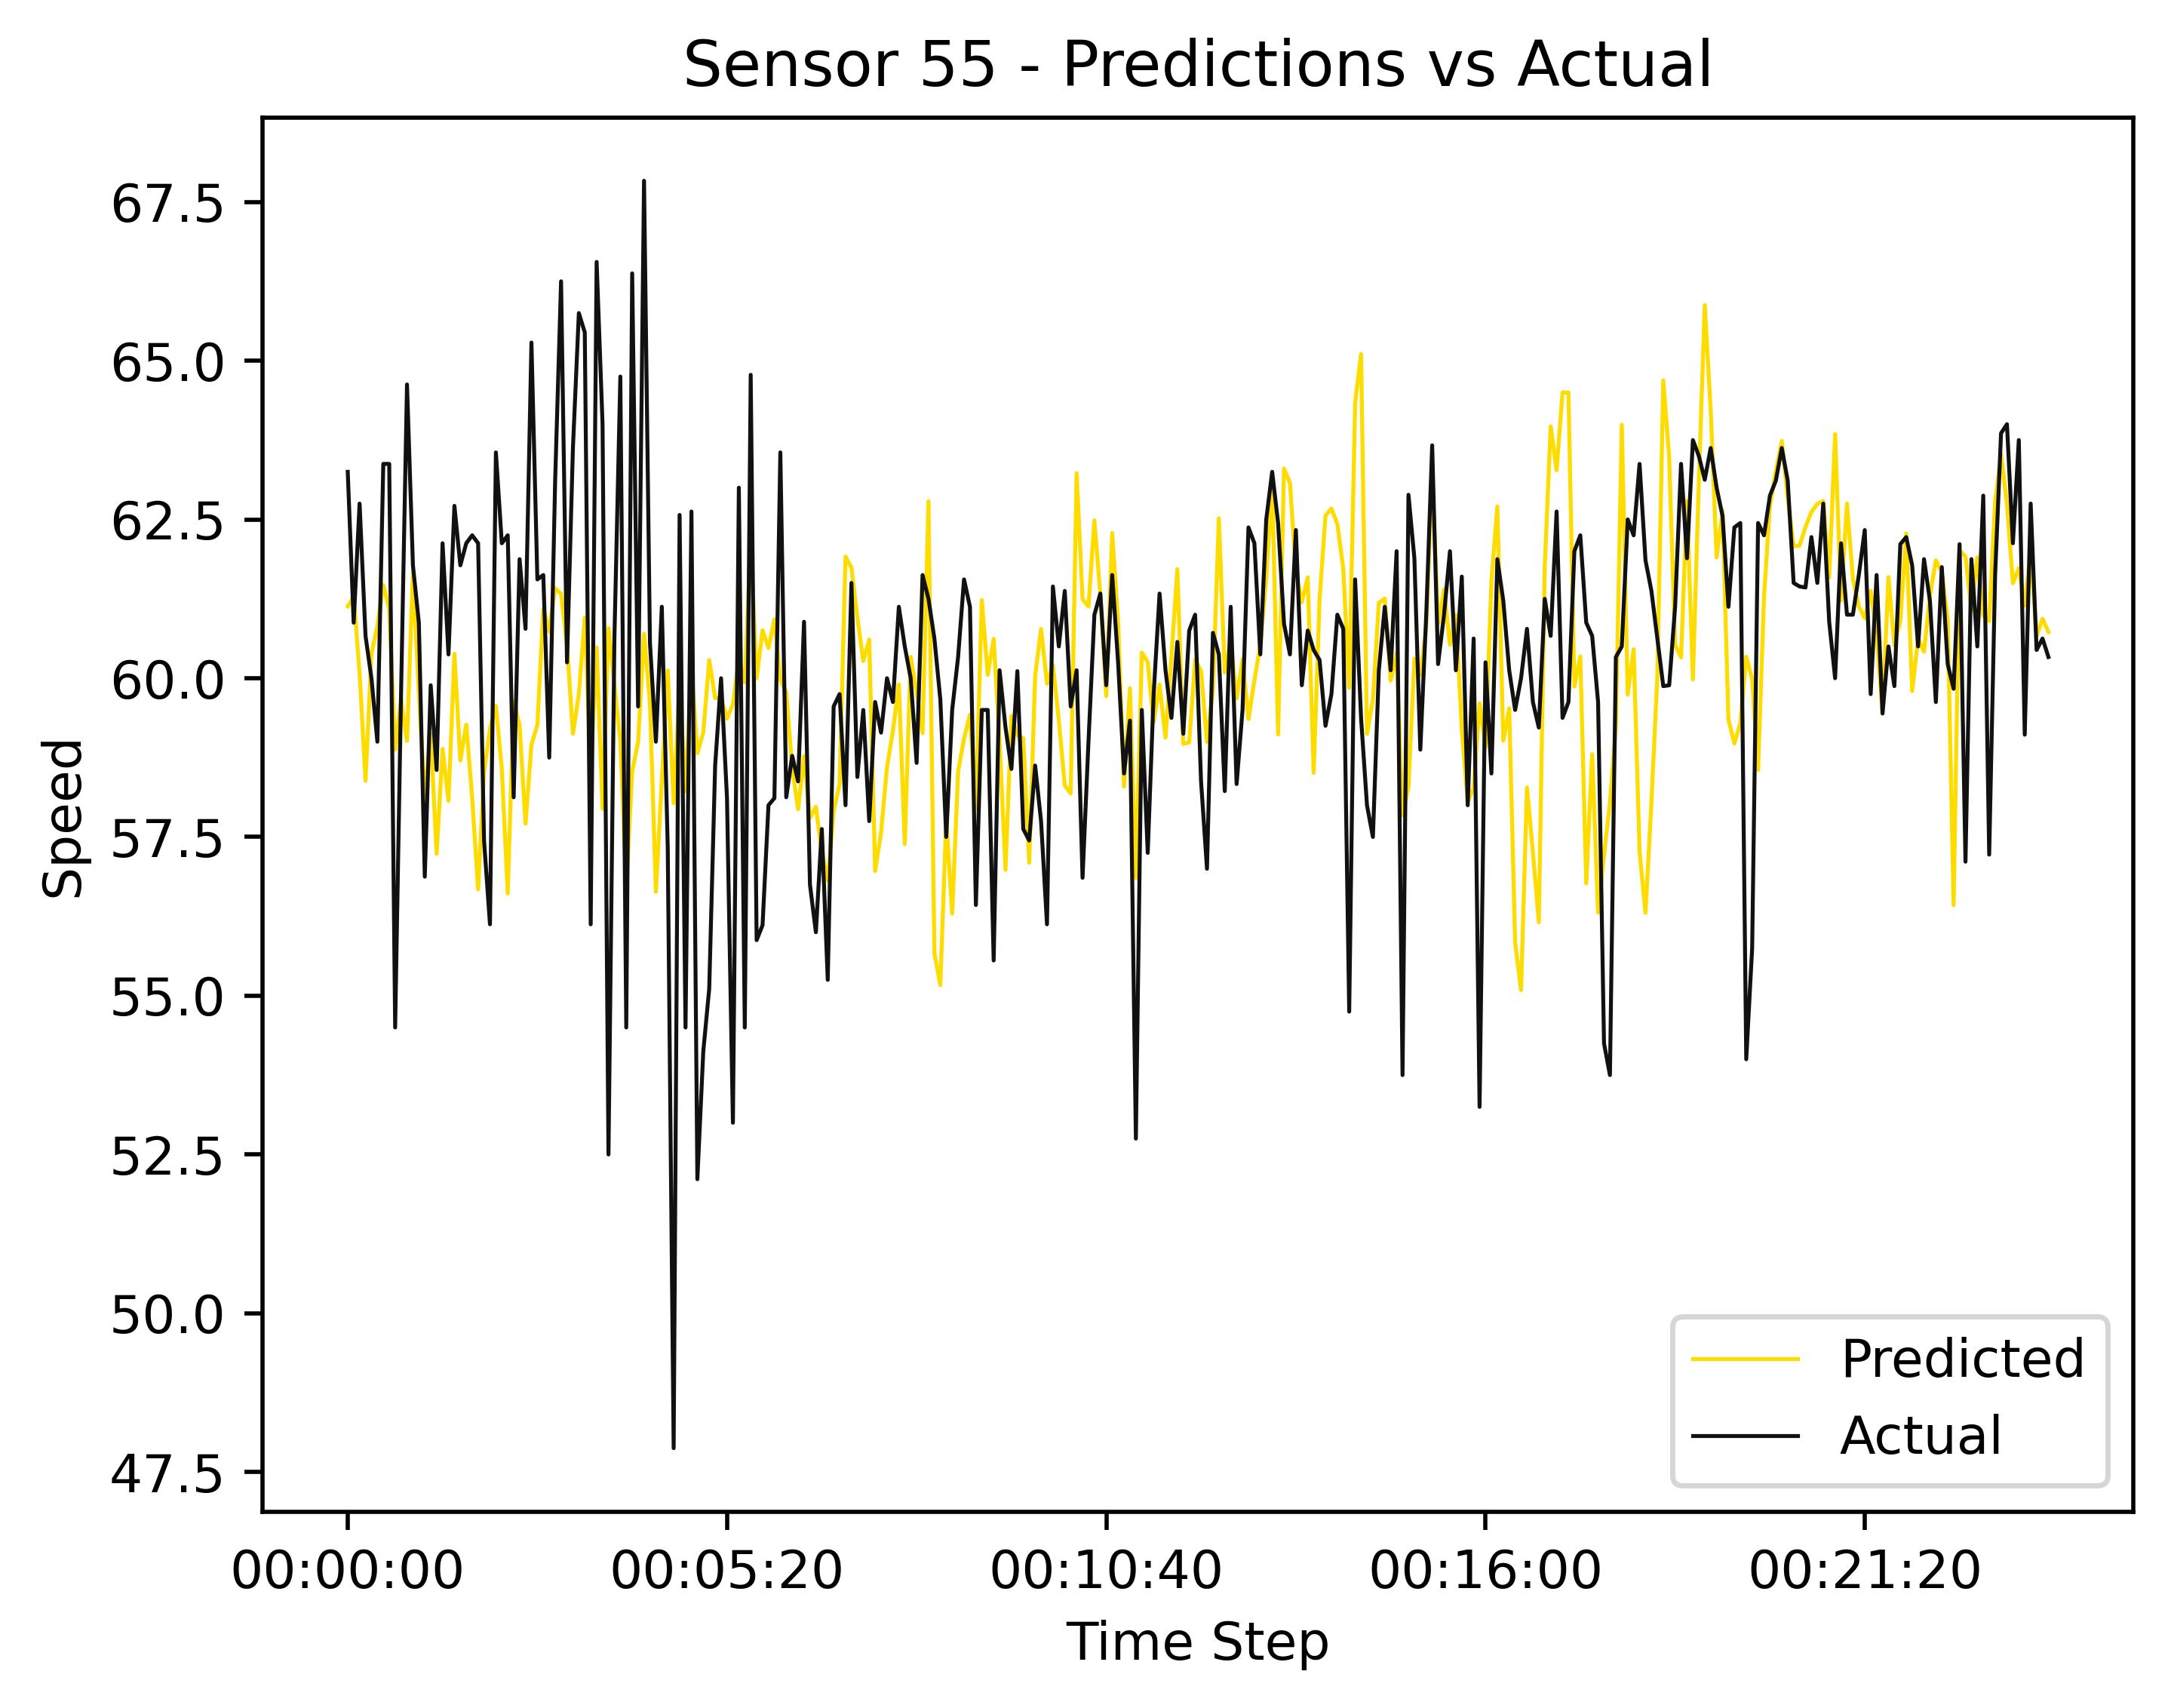 Sensor 55 - Predictions vs Actual
67.5
65.0
62.5
60.0
57.5
55.0
52.5
50.0
47.5
Speed
Predicted
Actual
00:00:00 00:05:20 00:10:40 00:16:00 00:21:20
Time Step